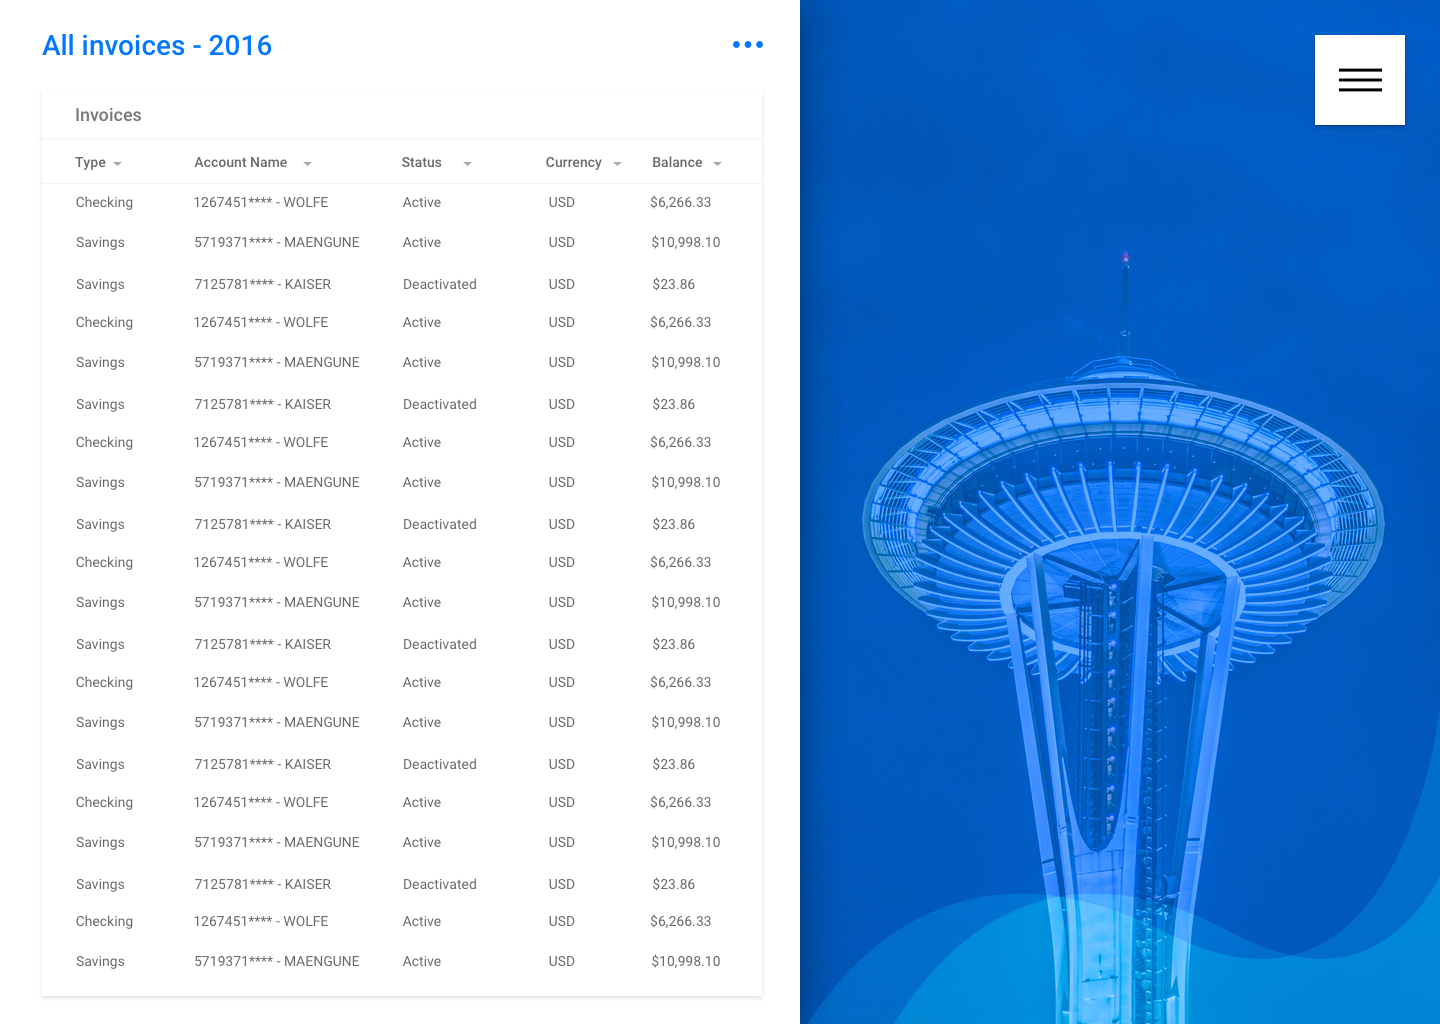 All invoices - 2016
Invoices
Type Account Name Status Currency Balance
Checking 1267451**** - WOLFE Active USD $6,266.33
Savings 5719371**** - MAENGUNE Active USD $10,998.10
Savings 7125781**** - KAISER Deactivated USD $23.86
Checking 1267451**** - WOLFE Active USD $6,266.33
Savings 5719371**** - MAENGUNE Active USD $10,998.10
Savings 7125781**** - KAISER Deactivated USD $23.86
Checking 1267451**** - WOLFE Active USD $6,266.33
Savings 5719371**** - MAENGUNE Active USD $10,998.10
Savings 7125781**** - KAISER Deactivated USD $23.86
Checking 1267451**** - WOLFE Active USD $6,266.33
Savings 5719371**** - MAENGUNE Active USD $10,998.10
Savings 7125781**** - KAISER Deactivated USD $23.86
Checking 1267451**** - WOLFE Active USD $6,266.33
Savings 5719371**** - MAENGUNE Active USD $10,998.10
Savings 7125781**** - KAISER Deactivated USD $23.86
Checking 1267451**** - WOLFE Active USD $6,266.33
Savings 5719371**** - MAENGUNE Active USD $10,998.10
Savings 7125781**** - KAISER Deactivated USD $23.86
Checking 1267451**** - WOLFE Active USD $6,266.33
Savings 5719371**** - MAENGUNE Active USD $10,998.10